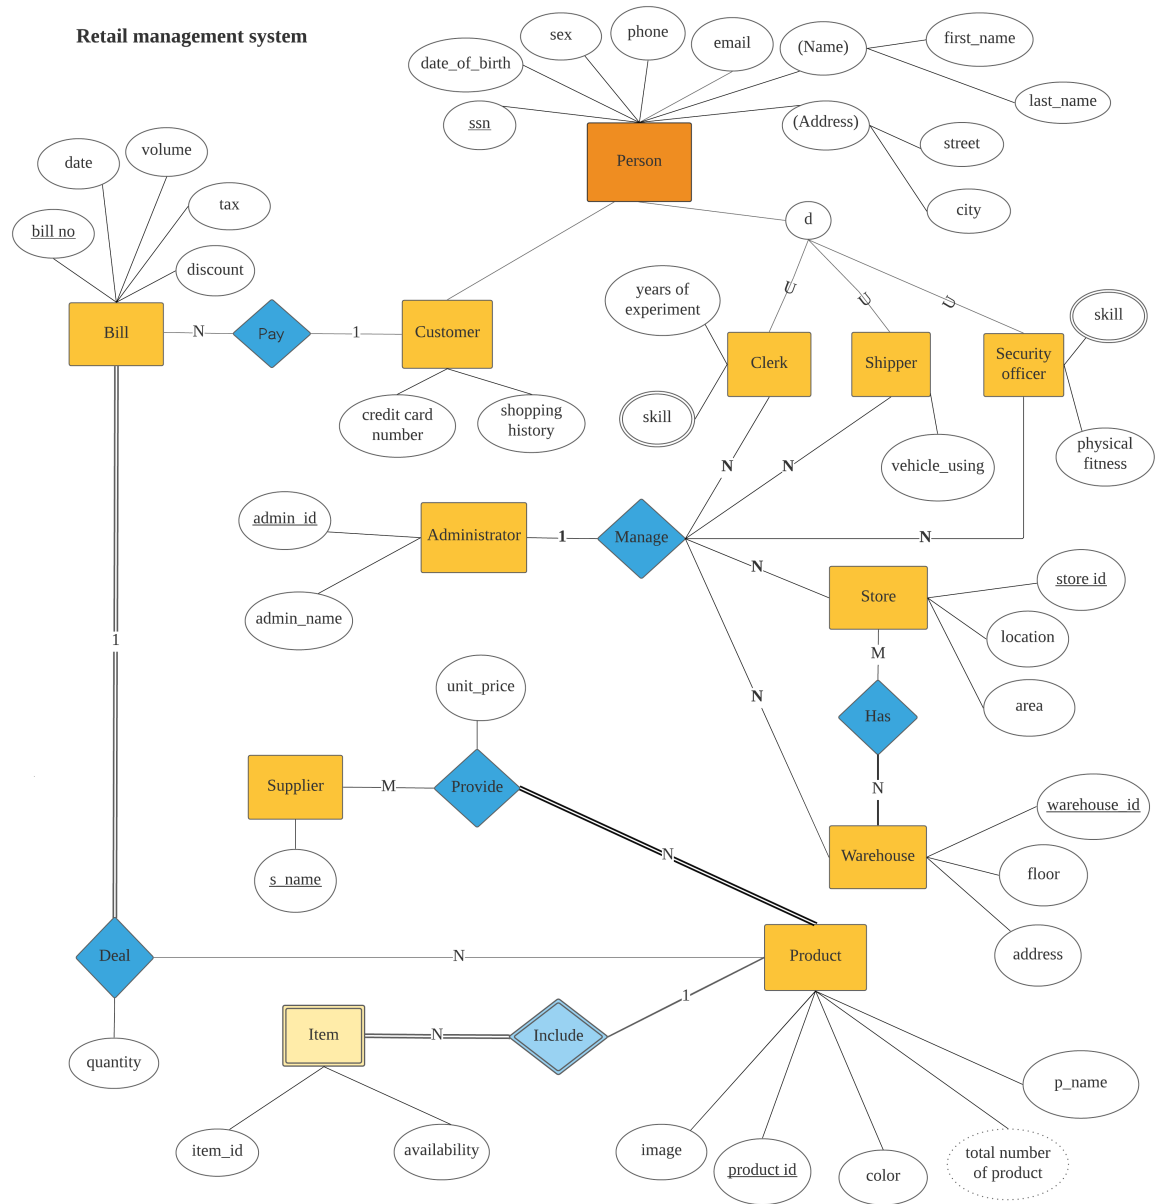 Retail management system
sex
phone
email
(Name)
first_name
date_of_birth
last_name
ssn
(Address)
street
city
Person
d
date
volume
tax
bill no
discount
Bill
N
Pay
1
Customer
years of
experiment
U
U
U
skill
Clerk
Shipper
Security
officer
credit card
number
shopping
history
skill
physical
fitness
vehicle_using
N
N
admin_id
Administrator
1
Manage
N
N
store id
Store
location
admin_name
1
M
area
unit_price
N
Has
Supplier
M
Provide
N
warehouse_id
Warehouse
floor
s_name
N
address
Deal
N
Product
1
Item
N
Include
quantity
p_name
item_id
availability
image
product id
color
total number
of product